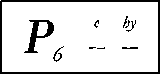 P6 c by
— —